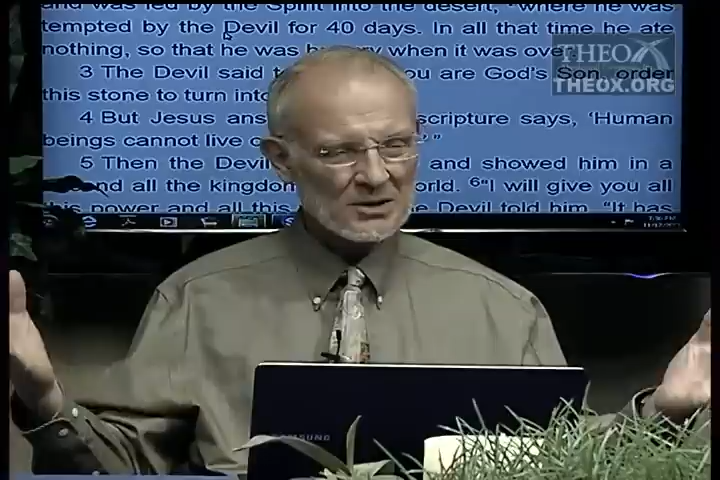 and was led by the Spirit into the desert, where he was
tempted by the Devil for 40 days. In all that time he ate
nothing, so that he was when it was over.
3 The Devil said ou are God's Son, order
this stone to turn into
4 But Jesus ans scripture says, 'Human
beings cannot live
5 Then the Devil and showed him in a
nd all the kingdom orld. 6 "I will give you all
this power and all this e Devil told him. "It has
THEOX
THEOX.ORG
SAMSUNG